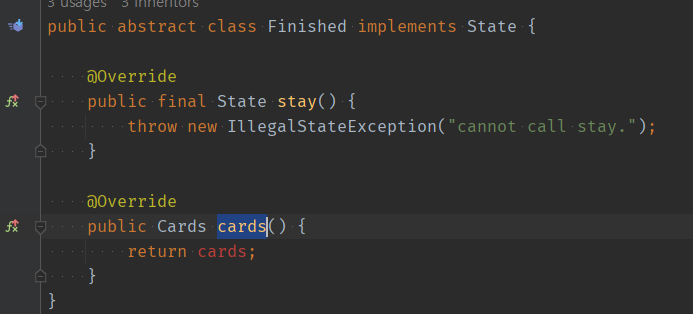 3 usages 3 inheritors
public abstract class Finished implements State {
@Override
public final State stay() {
throw new IllegalStateException("cannot call stay.");
}
@Override
public Cards cards() {
return cards;
}
}